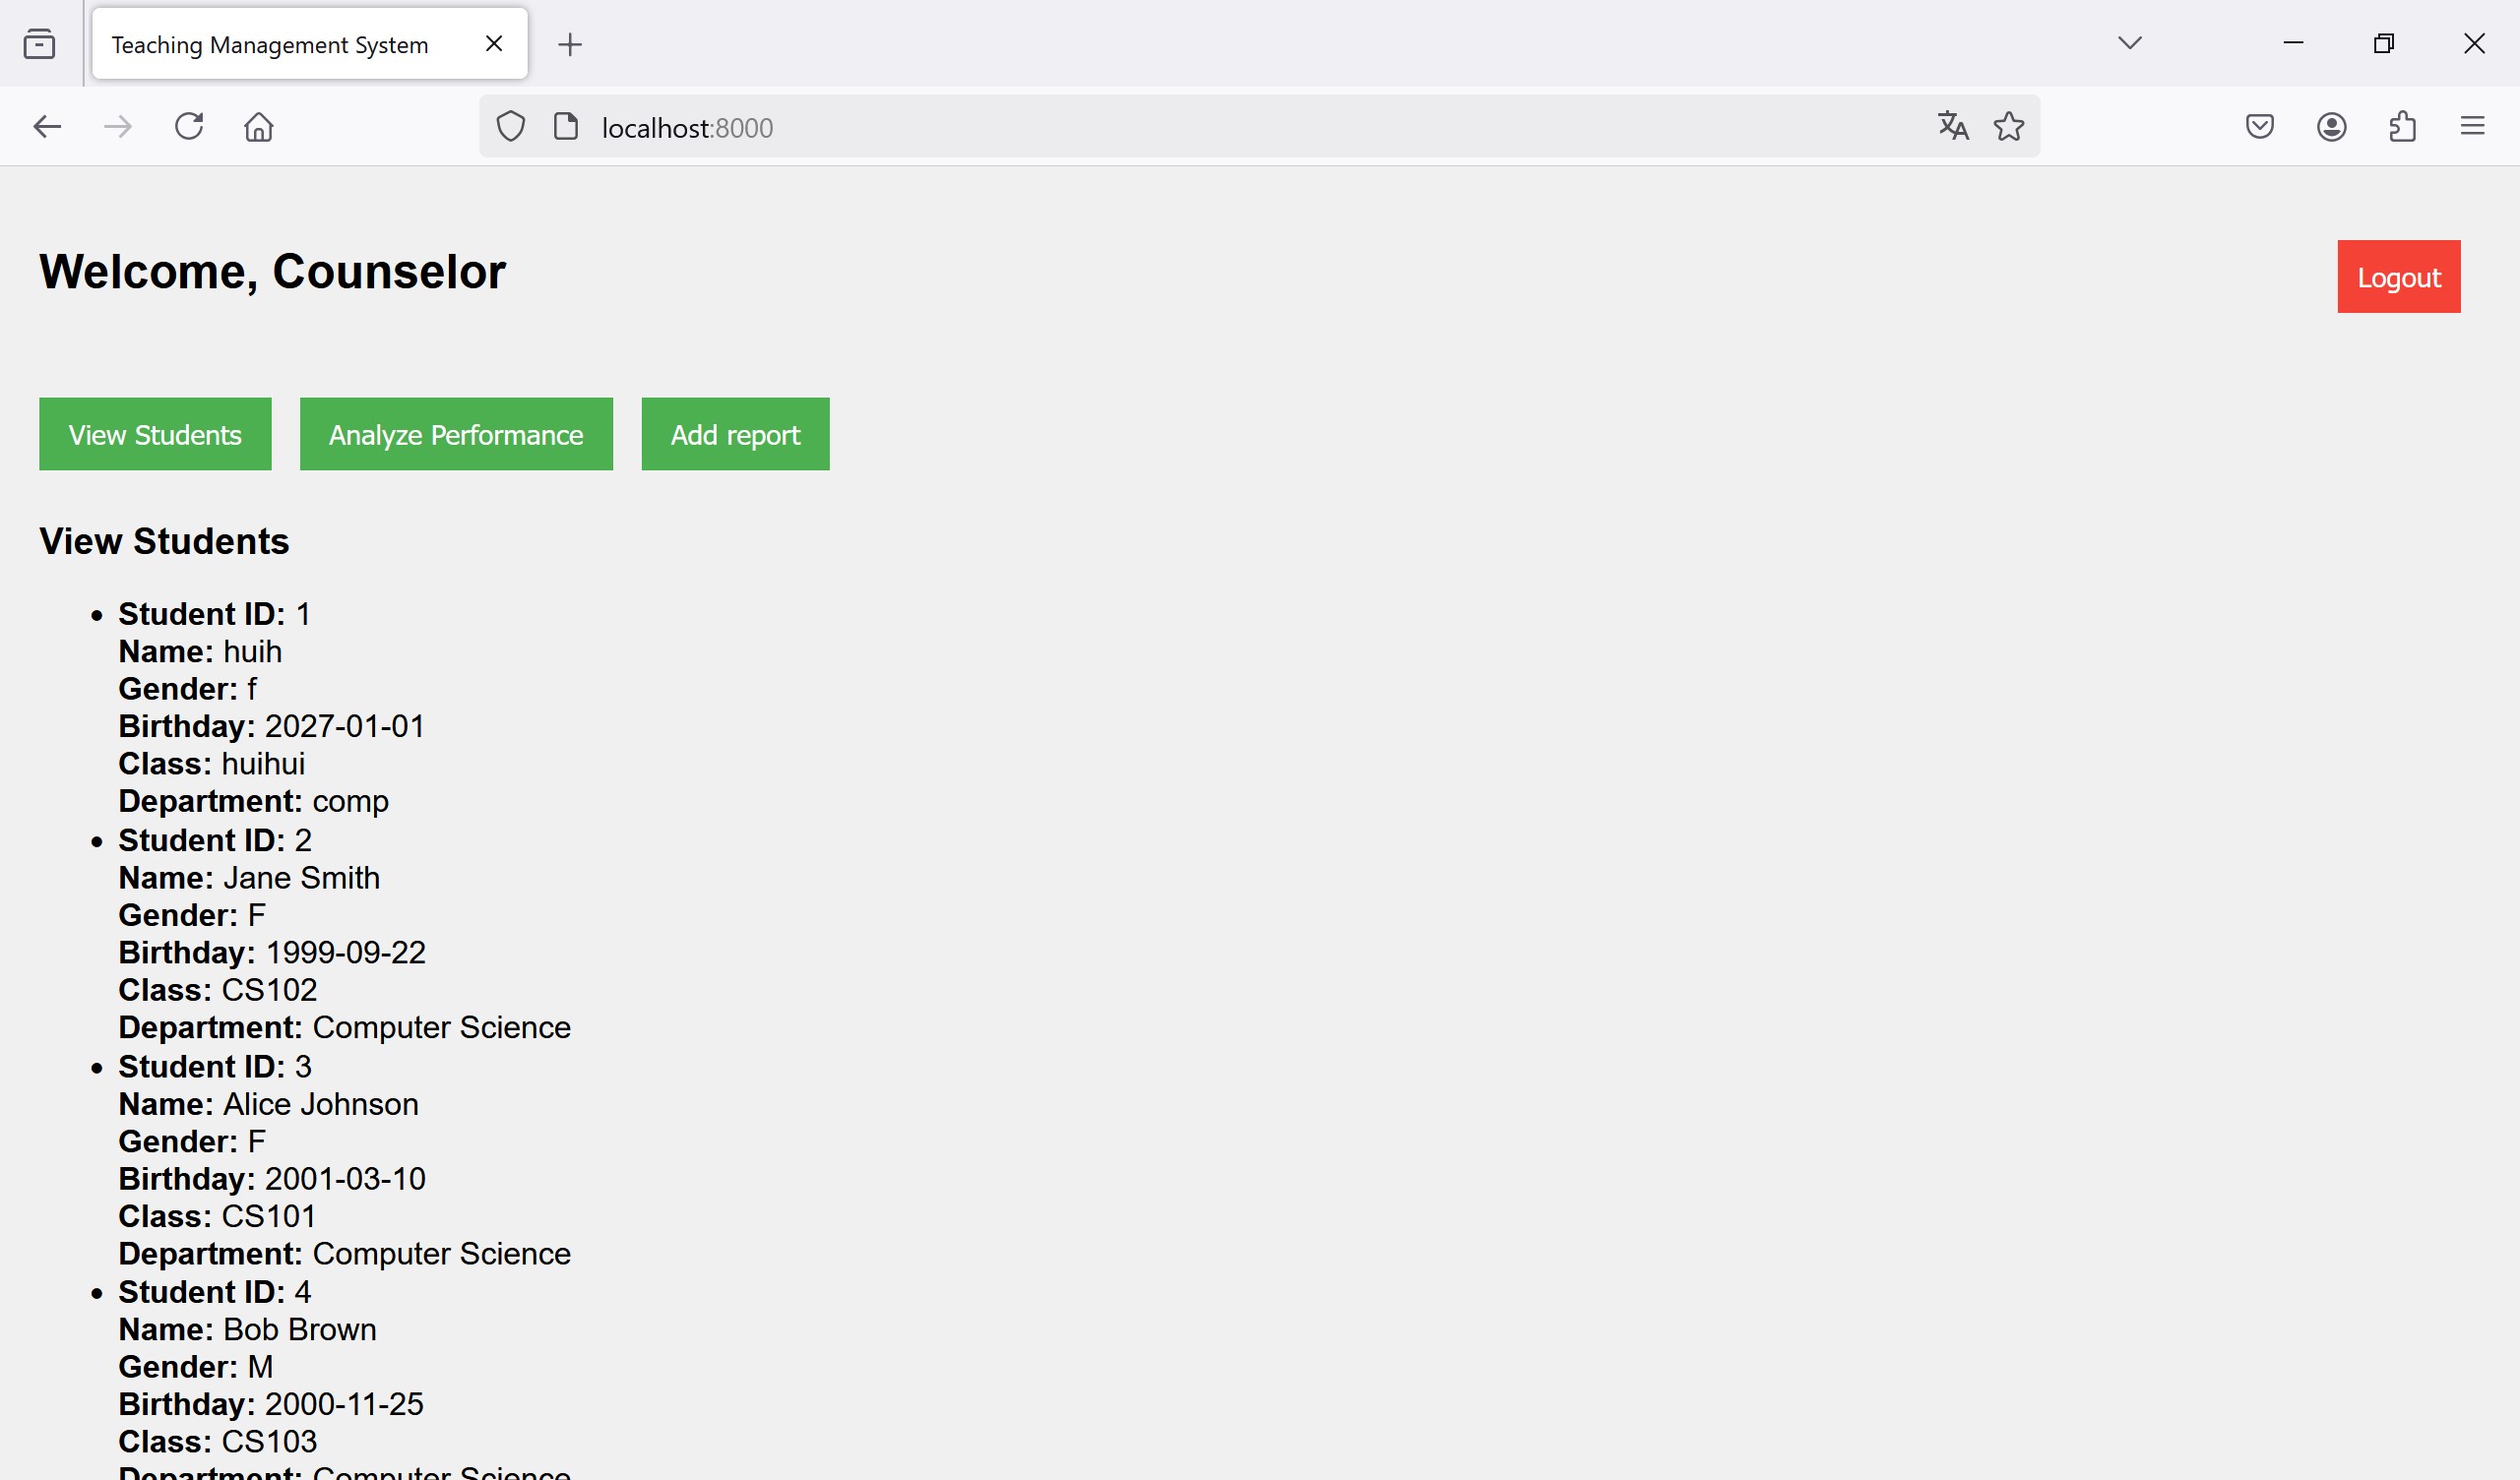 Teaching Management System
localhost:8000
Welcome, Counselor
Logout
View Students
Analyze Performance
Add report
View Students
Student ID: 1
Name: huih
Gender: f
Birthday: 2027-01-01
Class: huihui
Department: comp
Student ID: 2
Name: Jane Smith
Gender: F
Birthday: 1999-09-22
Class: CS102
Department: Computer Science
Student ID: 3
Name: Alice Johnson
Gender: F
Birthday: 2001-03-10
Class: CS101
Department: Computer Science
Student ID: 4
Name: Bob Brown
Gender: M
Birthday: 2000-11-25
Class: CS103
Department: Computer Science